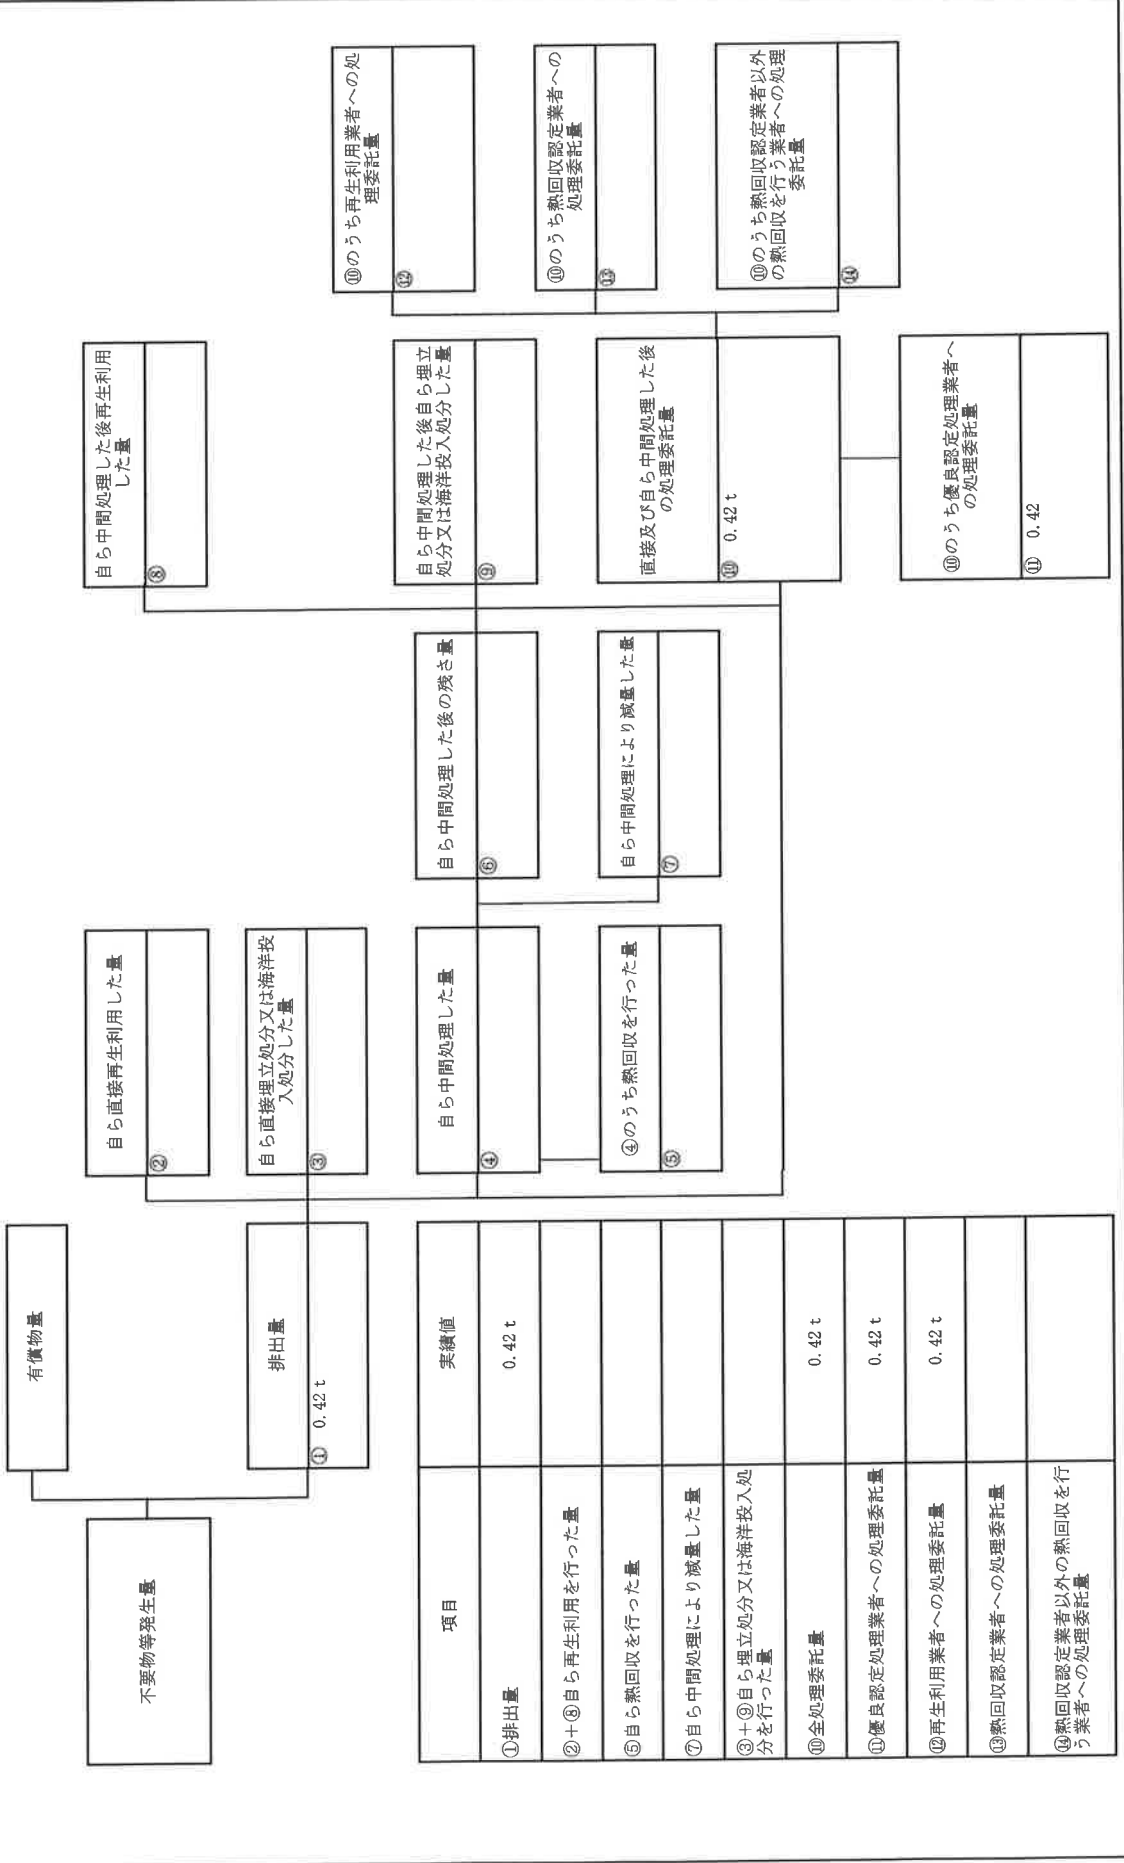 有償物量
不要物等発生量
排出量
① 0.42 t
自ら直接再生利用した量
②
自ら直接埋立処分又は海洋投
入処分した量
③
自ら中間処理した量
④
④のうち熱回収を行った量
⑤
自ら中間処理した後の残さ量
⑥
自ら中間処理により減量した量
⑦
自ら中間処理した後再生利用
した量
⑧
自ら中間処理した後自ら埋立
処分又は海洋投入処分した量
⑨
直接及び自ら中間処理した後
の処理委託量
⑩ 0.42 t
⑩のうち優良認定処理業者へ
の処理委託量
⑪ 0.42
⑩のうち再生利用業者への処
理委託量
⑫
⑩のうち熱回収認定業者への
処理委託量
⑬
⑩のうち熱回収認定業者以外
の熱回収を行う業者への処理
委託量
⑭
項目 実績値
①排出量 0.42 t
②+⑧自ら再生利用を行った量
⑤自ら熱回収を行った量
⑦自ら中間処理により減量した量
③+⑨自ら埋立処分又は海洋投入処
分を行った量
⑩全処理委託量 0.42 t
⑪優良認定処理業者への処理委託量 0.42 t
⑫再生利用業者への処理委託量 0.42 t
⑬熱回収認定業者への処理委託量
⑭熱回収認定業者以外の熱回収を行
う業者への処理委託量